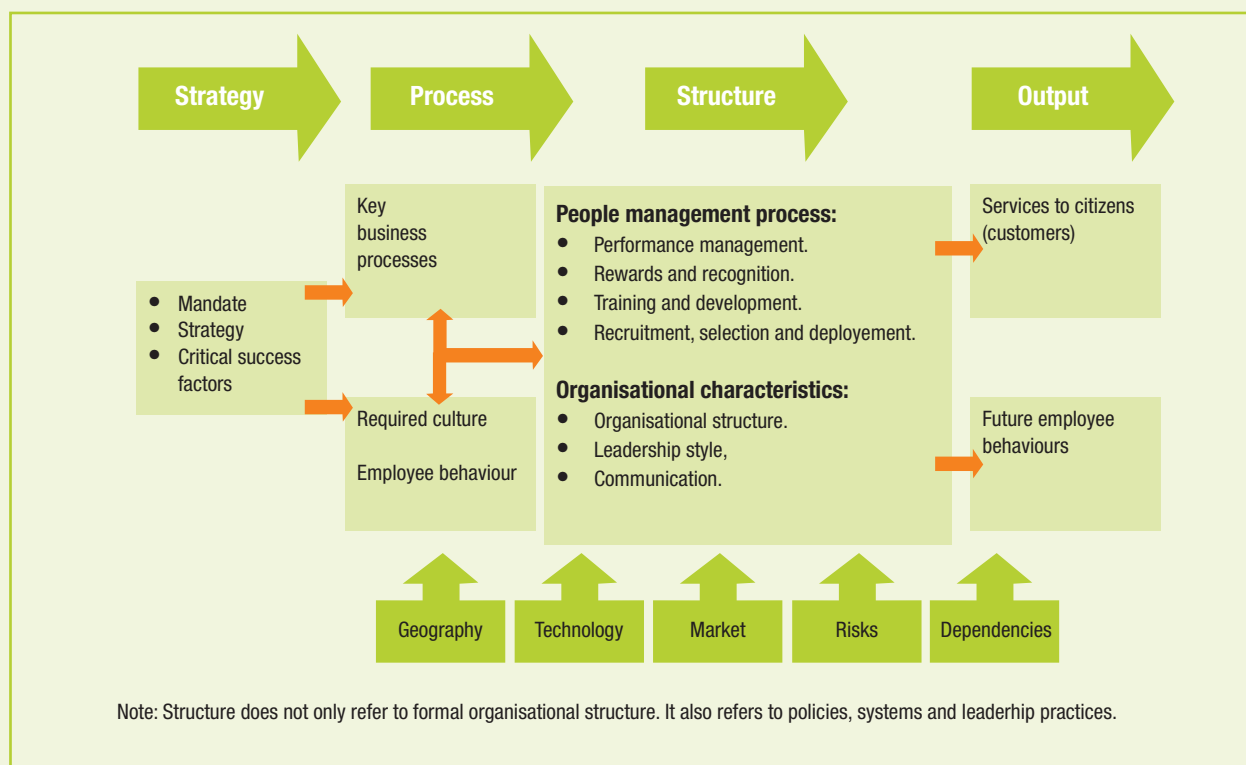 Strategy
Process
Structure
Output
Key
business
processes
• Mandate
• Strategy
• Critical success
factors
Required culture
Employee behaviour
People management process:
• Performance management.
• Rewards and recognition.
• Training and development.
• Recruitment, selection and deployement.
Organisational characteristics:
• Organisational structure.
• Leadership style,
• Communication.
Services to citizens
(customers)
Future employee
behaviours
Geography
Technology
Market
Risks
Dependencies
Note: Structure does not only refer to formal organisational structure. It also refers to policies, systems and leaderhip practices.